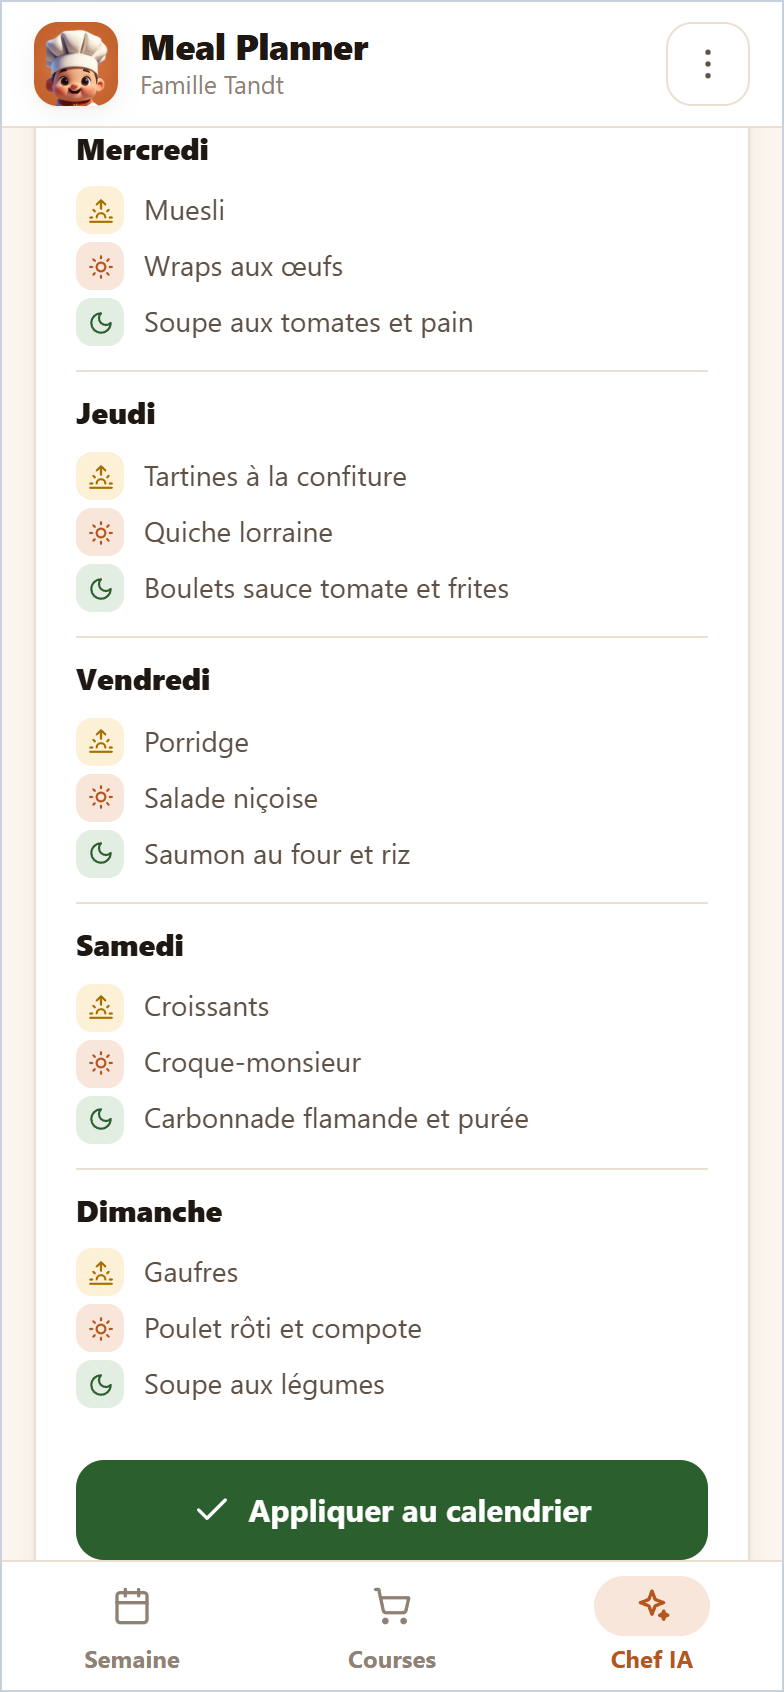 Meal Planner
Famille Tandt
Mercredi
Muesli
Wraps aux œufs
Soupe aux tomates et pain
Jeudi
Tartines à la confiture
Quiche lorraine
Boulets sauce tomate et frites
Vendredi
Porridge
Salade niçoise
Saumon au four et riz
Samedi
Croissants
Croque-monsieur
Carbonnade flamande et purée
Dimanche
Gaufres
Poulet rôti et compote
Soupe aux légumes
Appliquer au calendrier
Semaine
Courses
Chef IA